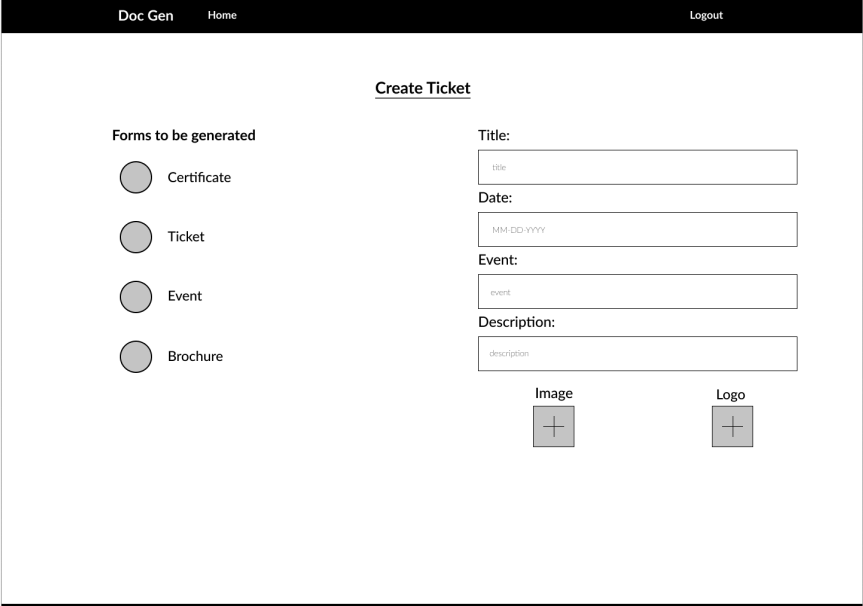 Doc Gen Home Logout
Create Ticket
Forms to be generated
Certificate
Ticket
Event
Brochure
Title:
title
Date:
MM-DD-YYYY
Event:
event
Description:
description
Image Logo